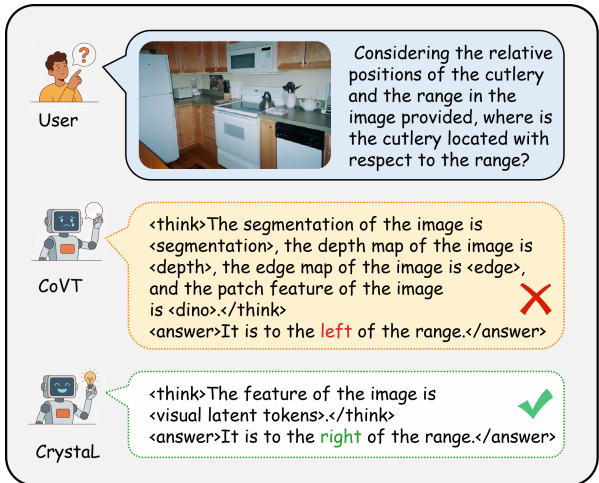 ?
Considering the relative
positions of the cutlery
and the range in the
image provided, where is
the cutlery located with
respect to the range?
User
<think>The segmentation of the image is
<segmentation>, the depth map of the image is
<depth>, the edge map of the image is <edge>,
and the patch feature of the image
is <dino>.</think>
<answer>It is to the left of the range.</answer>
CoVT
<think>The feature of the image is
<visual latent tokens>.</think>
<answer>It is to the right of the range.</answer>
CrystaL